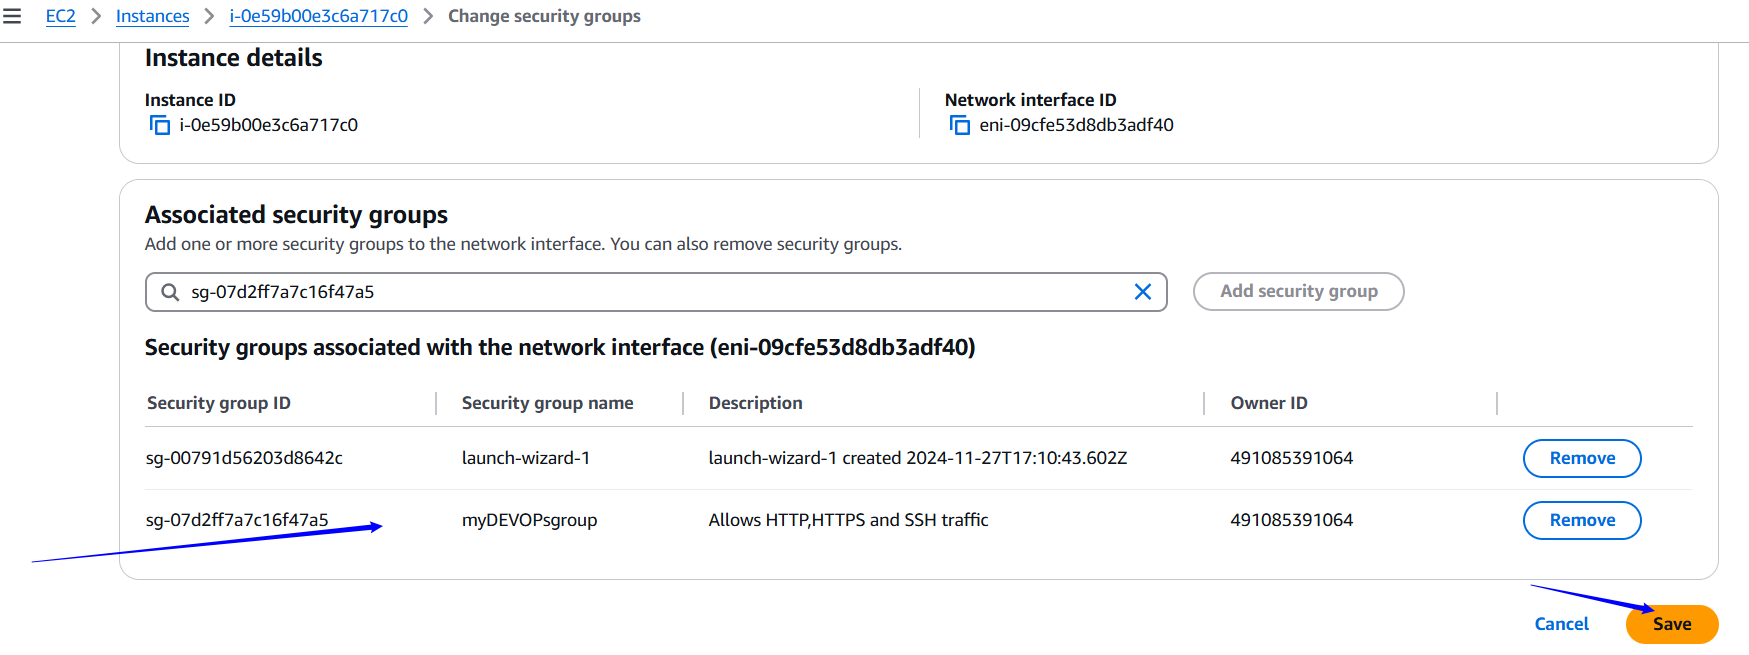 EC2 > Instances > i-0e59b00e3c6a717c0 > Change security groups
Instance details
Instance ID
i-0e59b00e3c6a717c0
Network interface ID
eni-09cfe53d8db3adf40
Associated security groups
Add one or more security groups to the network interface. You can also remove security groups.
sg-07d2ff7a7c16f47a5
Add security group
Security groups associated with the network interface (eni-09cfe53d8db3adf40)
Security group ID Security group name Description Owner ID
sg-00791d56203d8642c launch-wizard-1 launch-wizard-1 created 2024-11-27T17:10:43.602Z 491085391064 Remove
sg-07d2ff7a7c16f47a5 myDEVOPsgroup Allows HTTP,HTTPS and SSH traffic 491085391064 Remove
Cancel Save